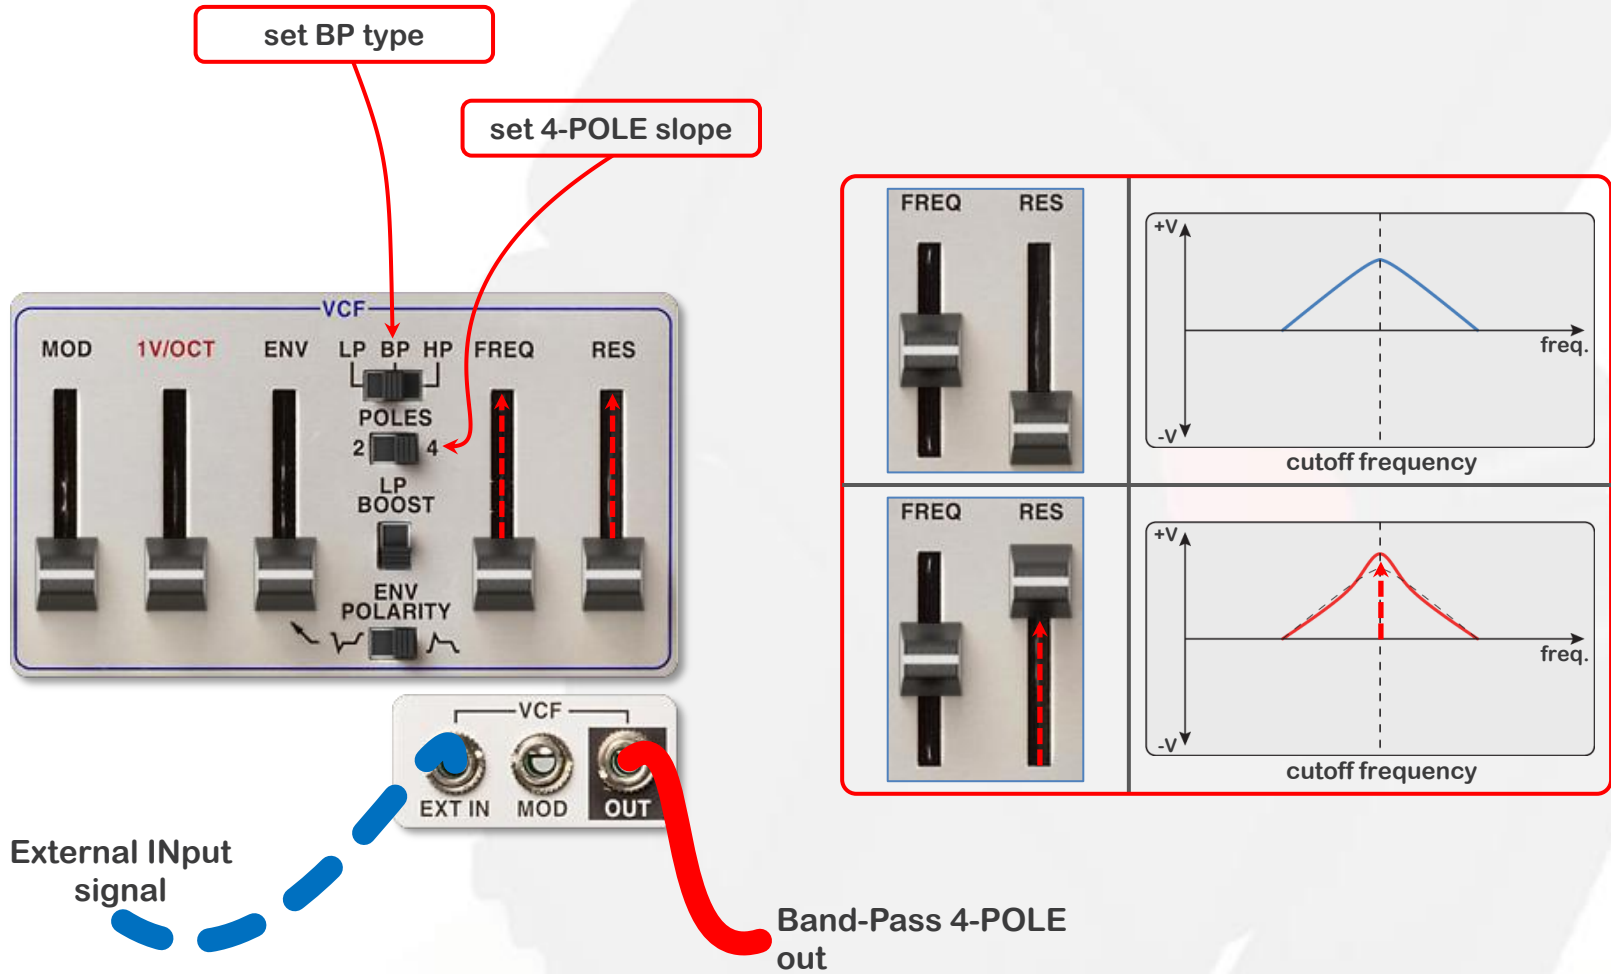 set BP type
set 4-POLE slope
VCF
MOD 1V/OCT ENV LP BP HP FREQ RES
POLES
2 4
LP
BOOST
ENV
POLARITY
VCF
EXT IN MOD OUT
External INput
signal
Band-Pass 4-POLE
out
FREQ RES
+V
freq.
-V
cutoff frequency
FREQ RES
+V
freq.
-V
cutoff frequency